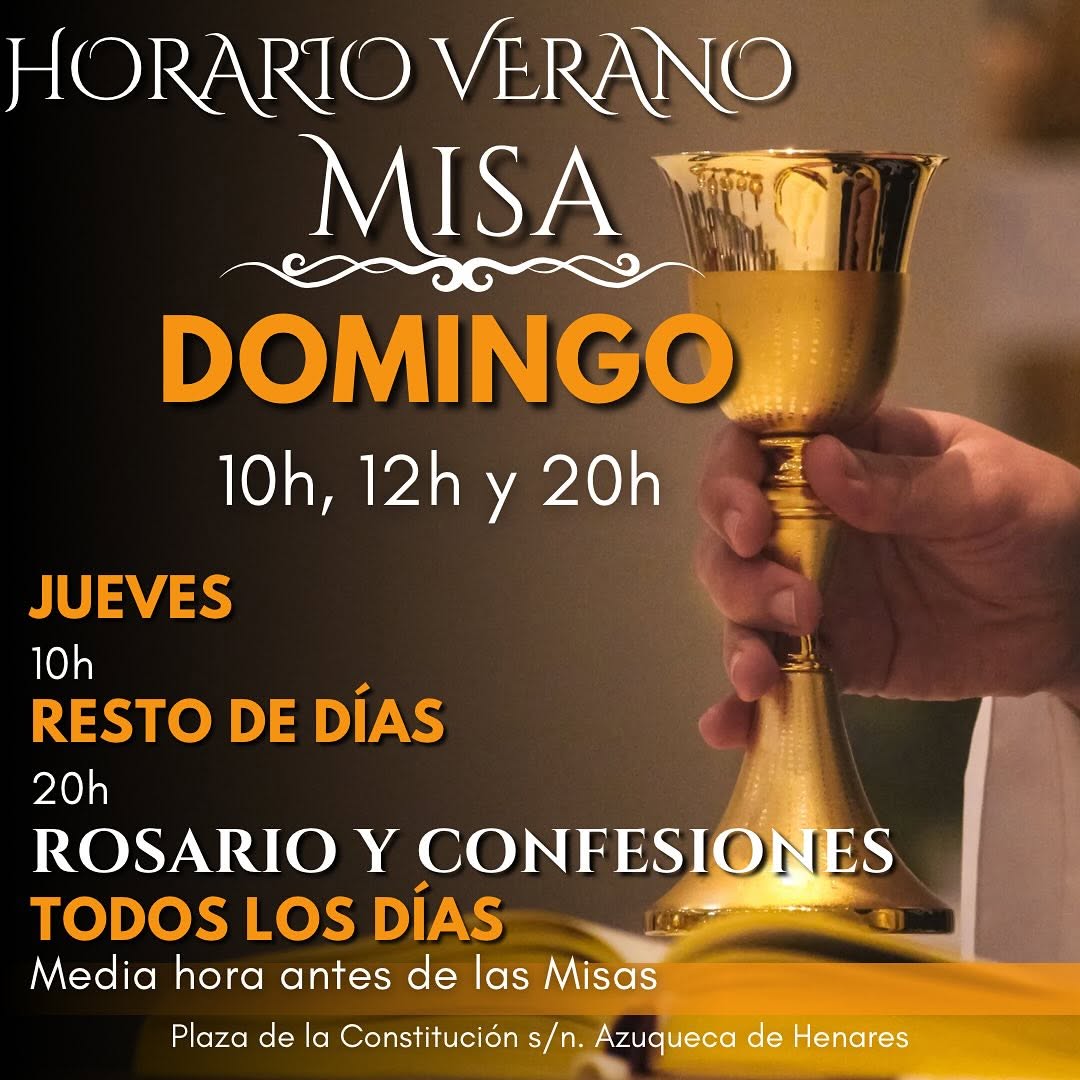 HORARIO VERANO
MISA
DOMINGO
10h, 12h y 20h
JUEVES
10h
RESTO DE DÍAS
20h
ROSARIO Y CONFESIONES
TODOS LOS DÍAS
Media hora antes de las Misas
Plaza de la Constitución s/n. Azuqueca de Henares